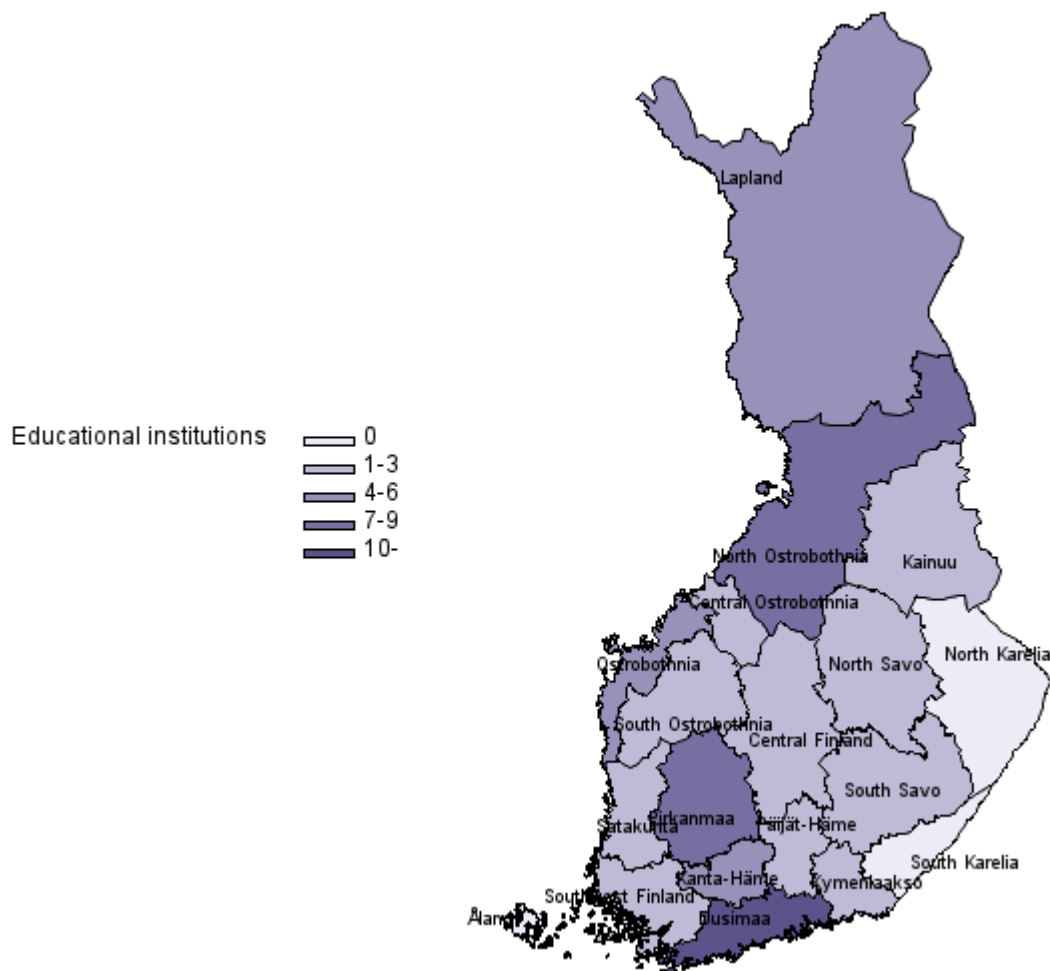 Lapland
Educational institutions
0
1-3
4-6
7-9
10-
North Ostrobothnia
Kainuu
Central Ostrobothnia
North Karelia
Ostrobothnia
North Savo
South Ostrobothnia
Central Finland
South Savo
Pirkanmaa
Satakunta
Päijät-Häme
South Karelia
Kanta-Häme
Kymenlaakso
Southwest Finland
Åland
Uusimaa